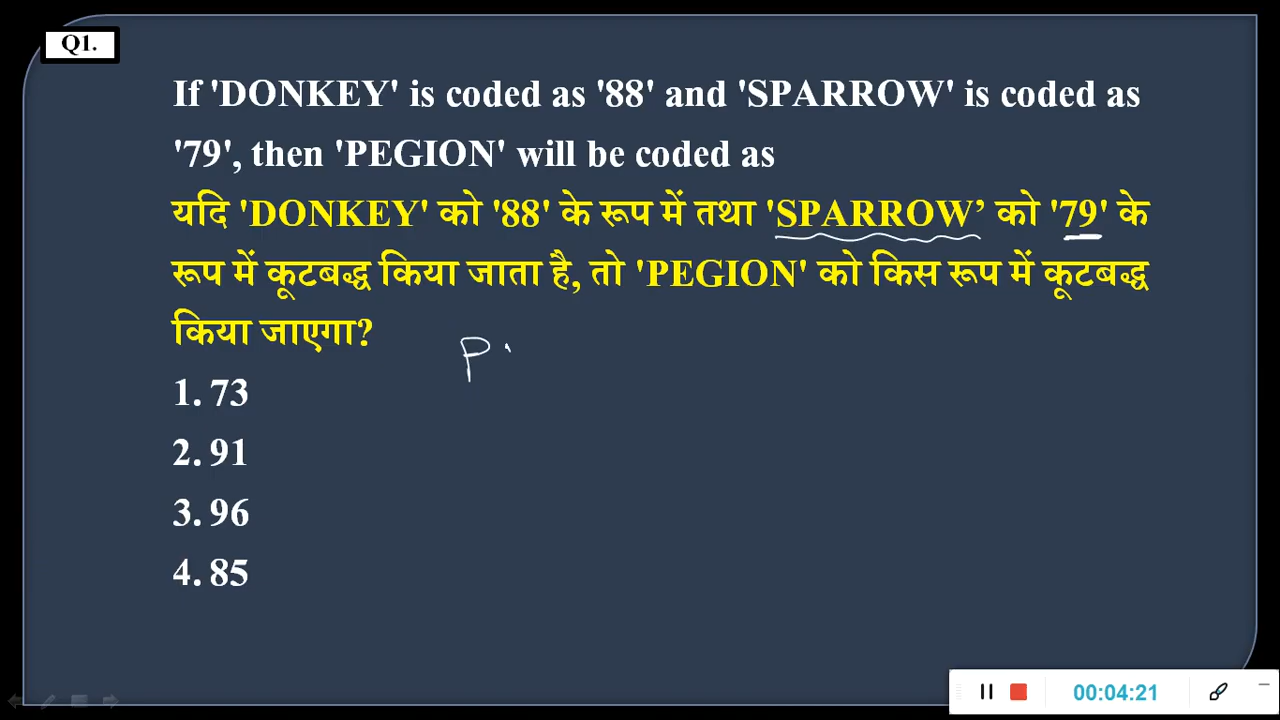 Q1.
If 'DONKEY' is coded as '88' and 'SPARROW' is coded as
'79', then 'PEGION' will be coded as
यदि 'DONKEY' को '88' के रूप में तथा 'SPARROW’ को '79' के
रूप में कूटबद्ध किया जाता है, तो 'PEGION' को किस रूप में कूटबद्ध
किया जाएगा?
P
1. 73
2. 91
3. 96
4. 85
00:04:21